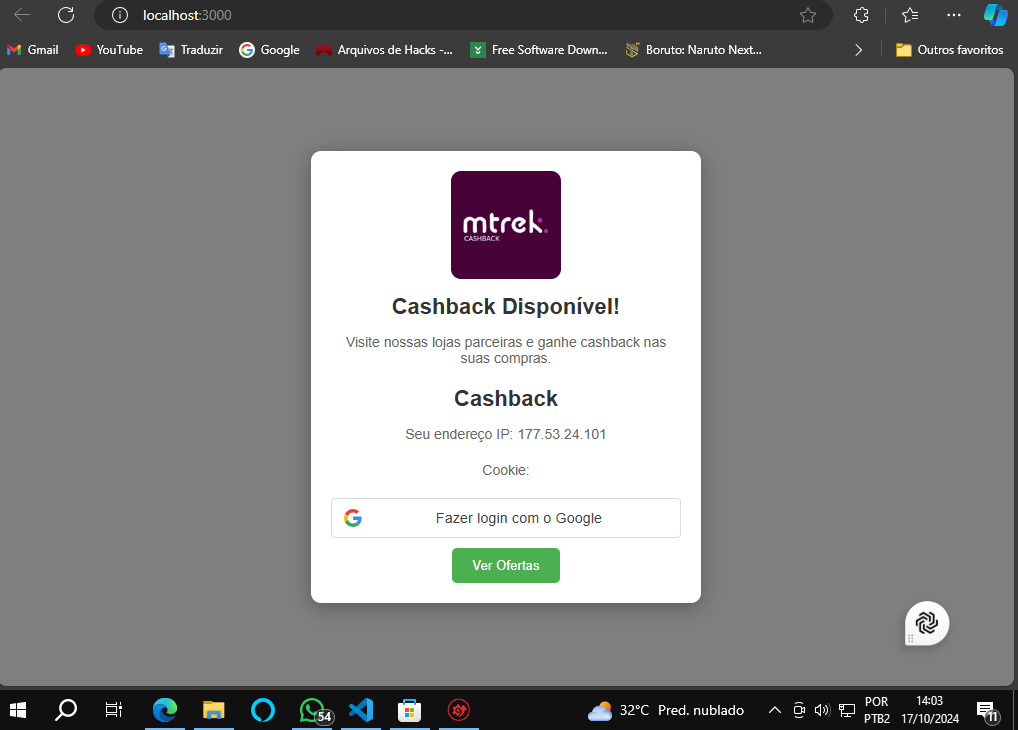 localhost:3000
Gmail YouTube Traduzir Google Arquivos de Hacks -... Free Software Down... Boruto: Naruto Next... Outros favoritos
mtrek.
CASHBACK
Cashback Disponível!
Visite nossas lojas parceiras e ganhe cashback nas
suas compras.
Cashback
Seu endereço IP: 177.53.24.101
Cookie:
Fazer login com o Google
Ver Ofertas
54
32°C Pred. nublado
POR
PTB2
14:03
17/10/2024
11